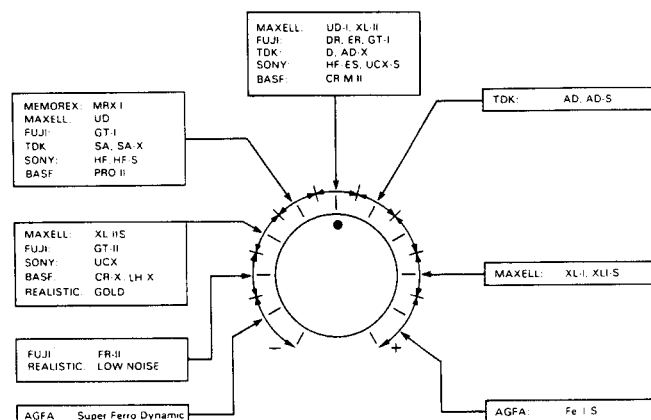 MAXELL: UD-I, XL-II
FUJI: DR, ER, GT-I
TDK: D, AD-X
SONY: HF-ES, UCX-S
BASF: CR M II
MEMOREX: MRX I
MAXELL: UD
FUJI: GT-I
TDK SA, SA-X
SONY: HF, HF-S
BASF PRO II
TDK: AD, AD-S
MAXELL: XL IIS
FUJI: GT-II
SONY: UCX
BASF: CR-X, LH X
REALISTIC: GOLD
MAXELL: XL-I, XLI-S
FUJI FR-II
REALISTIC: LOW NOISE
− +
AGFA Super Ferro Dynamic
AGFA: Fe I S